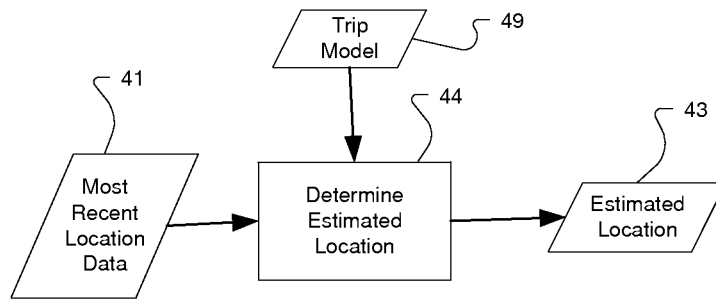 Trip
Model
49
41
44
43
Most
Recent
Location
Data
Determine
Estimated
Location
Estimated
Location